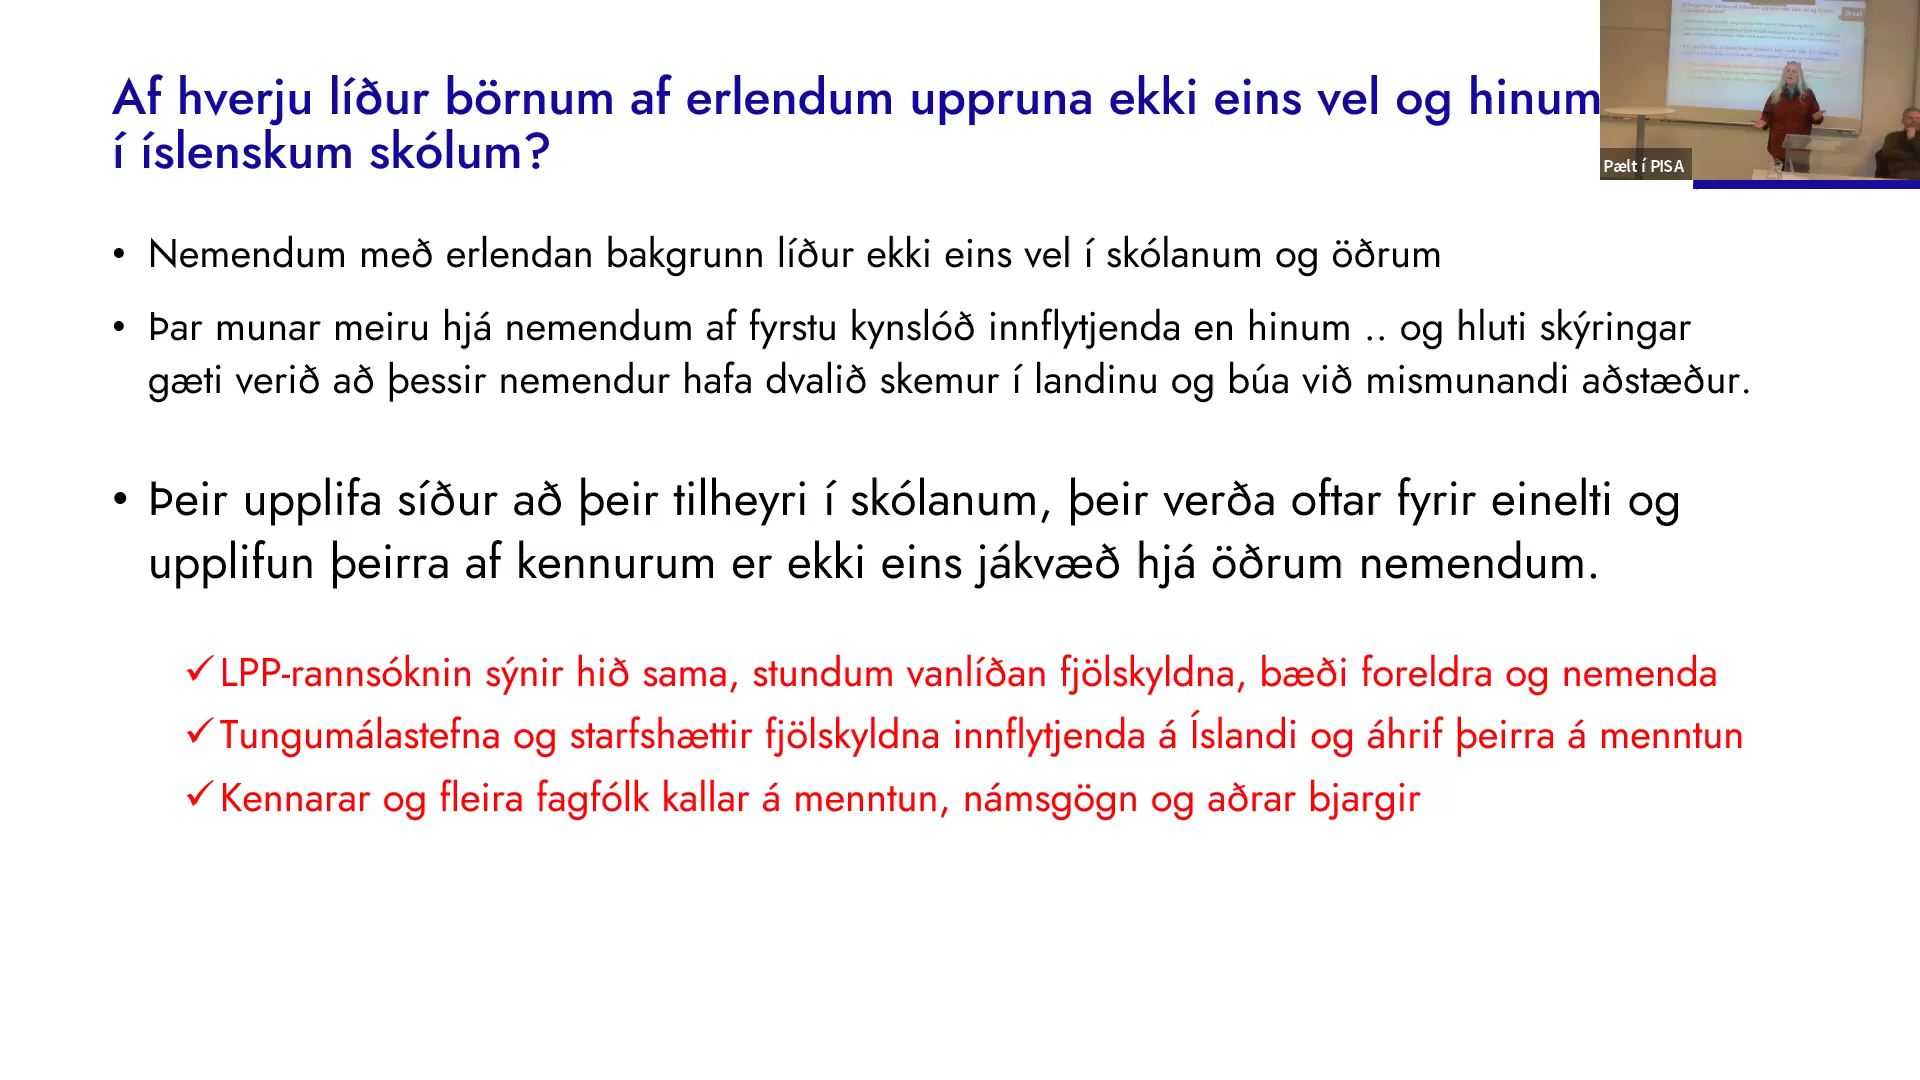 Af hverju líður börnum af erlendum uppruna ekki eins vel og hinum
í íslenskum skólum?
Pælt í PISA
• Nemendum með erlendan bakgrunn líður ekki eins vel í skólanum og öðrum
• Þar munar meiru hjá nemendum af fyrstu kynslóð innflytjenda en hinum .. og hluti skýringar
gæti verið að þessir nemendur hafa dvalið skemur í landinu og búa við mismunandi aðstæður.
• Þeir upplifa síður að þeir tilheyri í skólanum, þeir verða oftar fyrir einelti og
upplifun þeirra af kennurum er ekki eins jákvæð hjá öðrum nemendum.
✓ LPP-rannsóknin sýnir hið sama, stundum vanlíðan fjölskyldna, bæði foreldra og nemenda
✓ Tungumálastefna og starfshættir fjölskyldna innflytjenda á Íslandi og áhrif þeirra á menntun
✓ Kennarar og fleira fagfólk kallar á menntun, námsgögn og aðrar bjargir